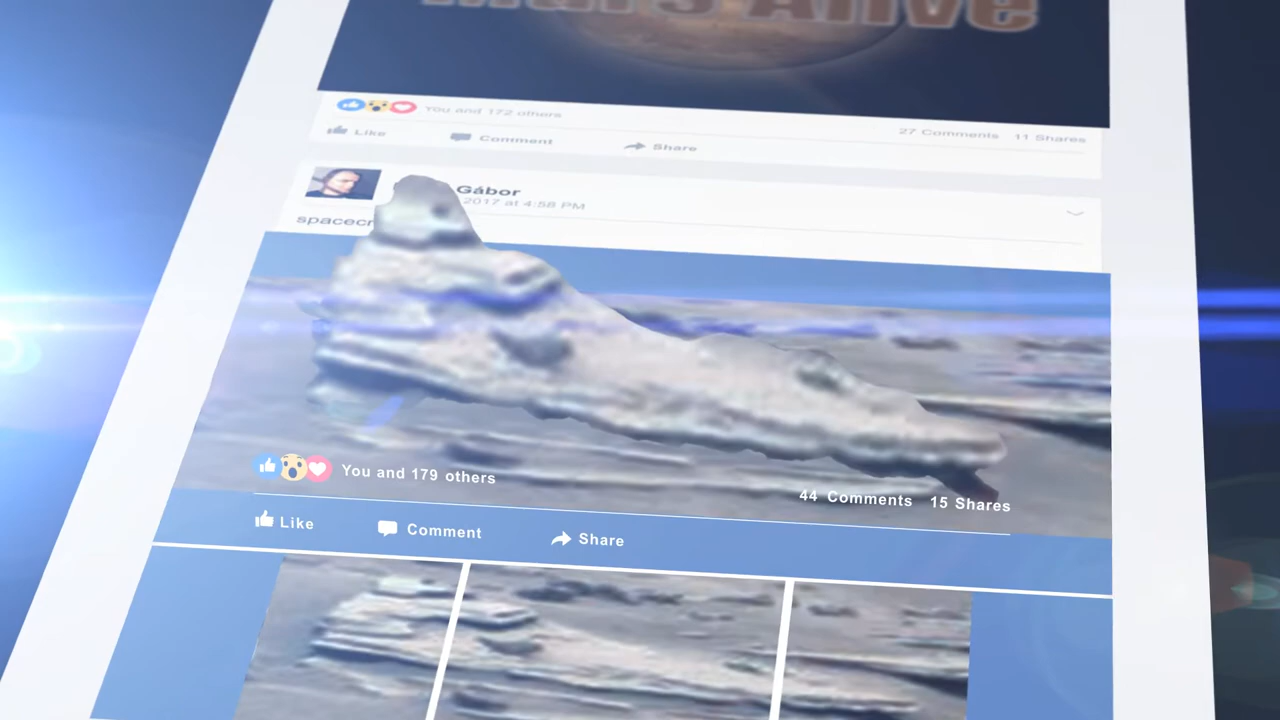 Mars Alive
You and 172 others
27 Comments 11 Shares
Like Comment Share
Gábor
2017 at 4:58 PM
You and 179 others
44 Comments 15 Shares
Like Comment Share